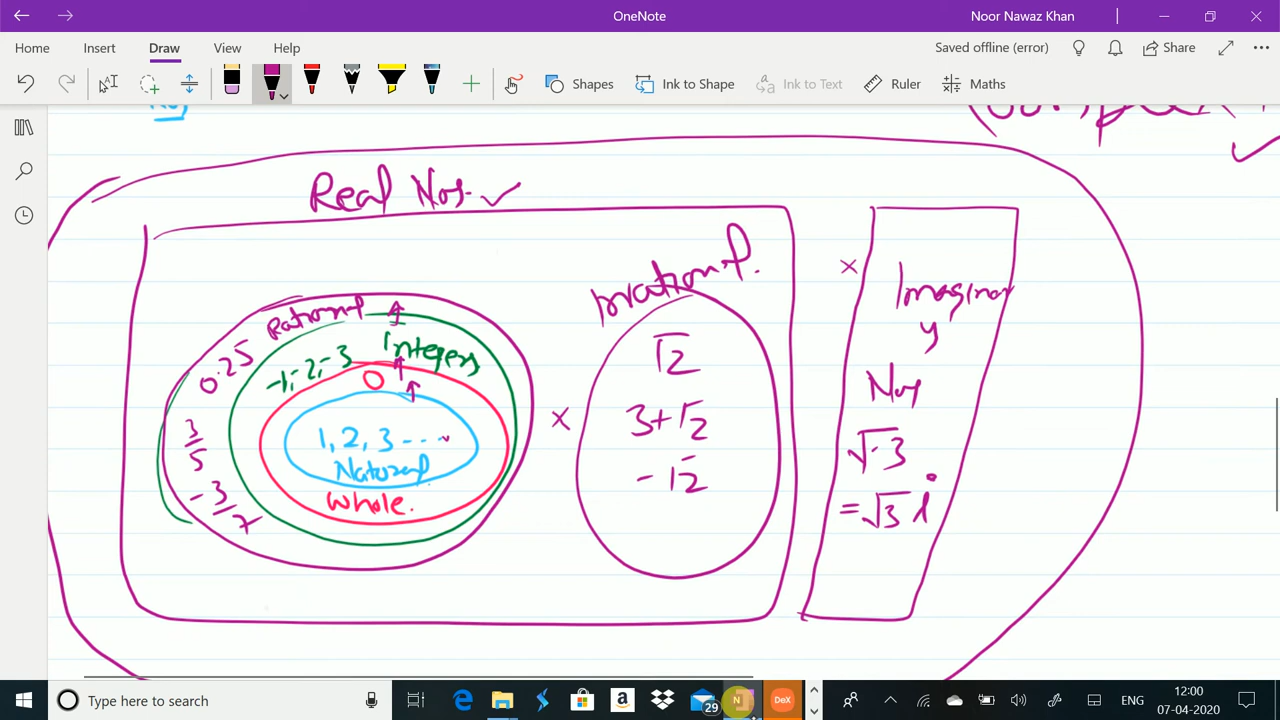 OneNote
Noor Nawaz Khan
Home Insert Draw View Help
Saved offline (error)
Share
Shapes
Ink to Shape
Ink to Text
Ruler
Maths
Real Nos. ✓
Rational
Irrational
0.25
-1,-2,-3 Integers
0
1, 2, 3 ----
Natural
Whole.
3/5
-3/7
×
√2
3+√2
-√2
×
Imaginar
y
Nos
√-3
= √3 i
Type here to search
29
DeX
ENG
12:00
07-04-2020